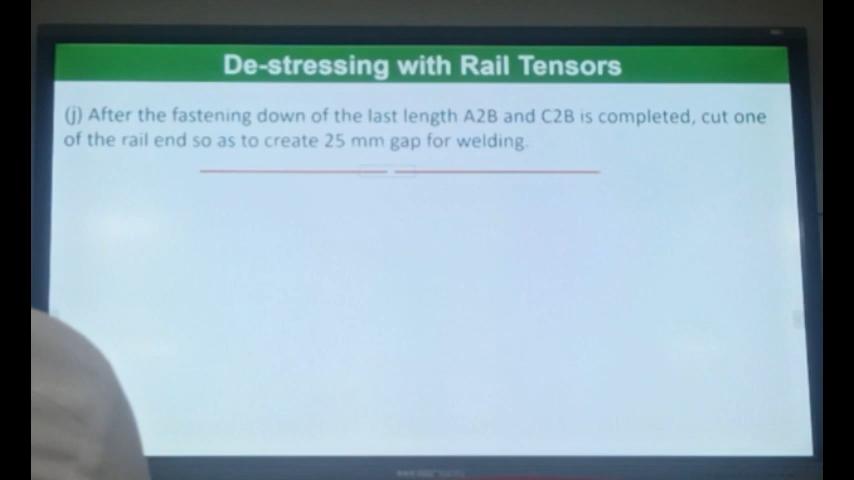 De-stressing with Rail Tensors
(j) After the fastening down of the last length A2B and C2B is completed, cut one
of the rail end so as to create 25 mm gap for welding.